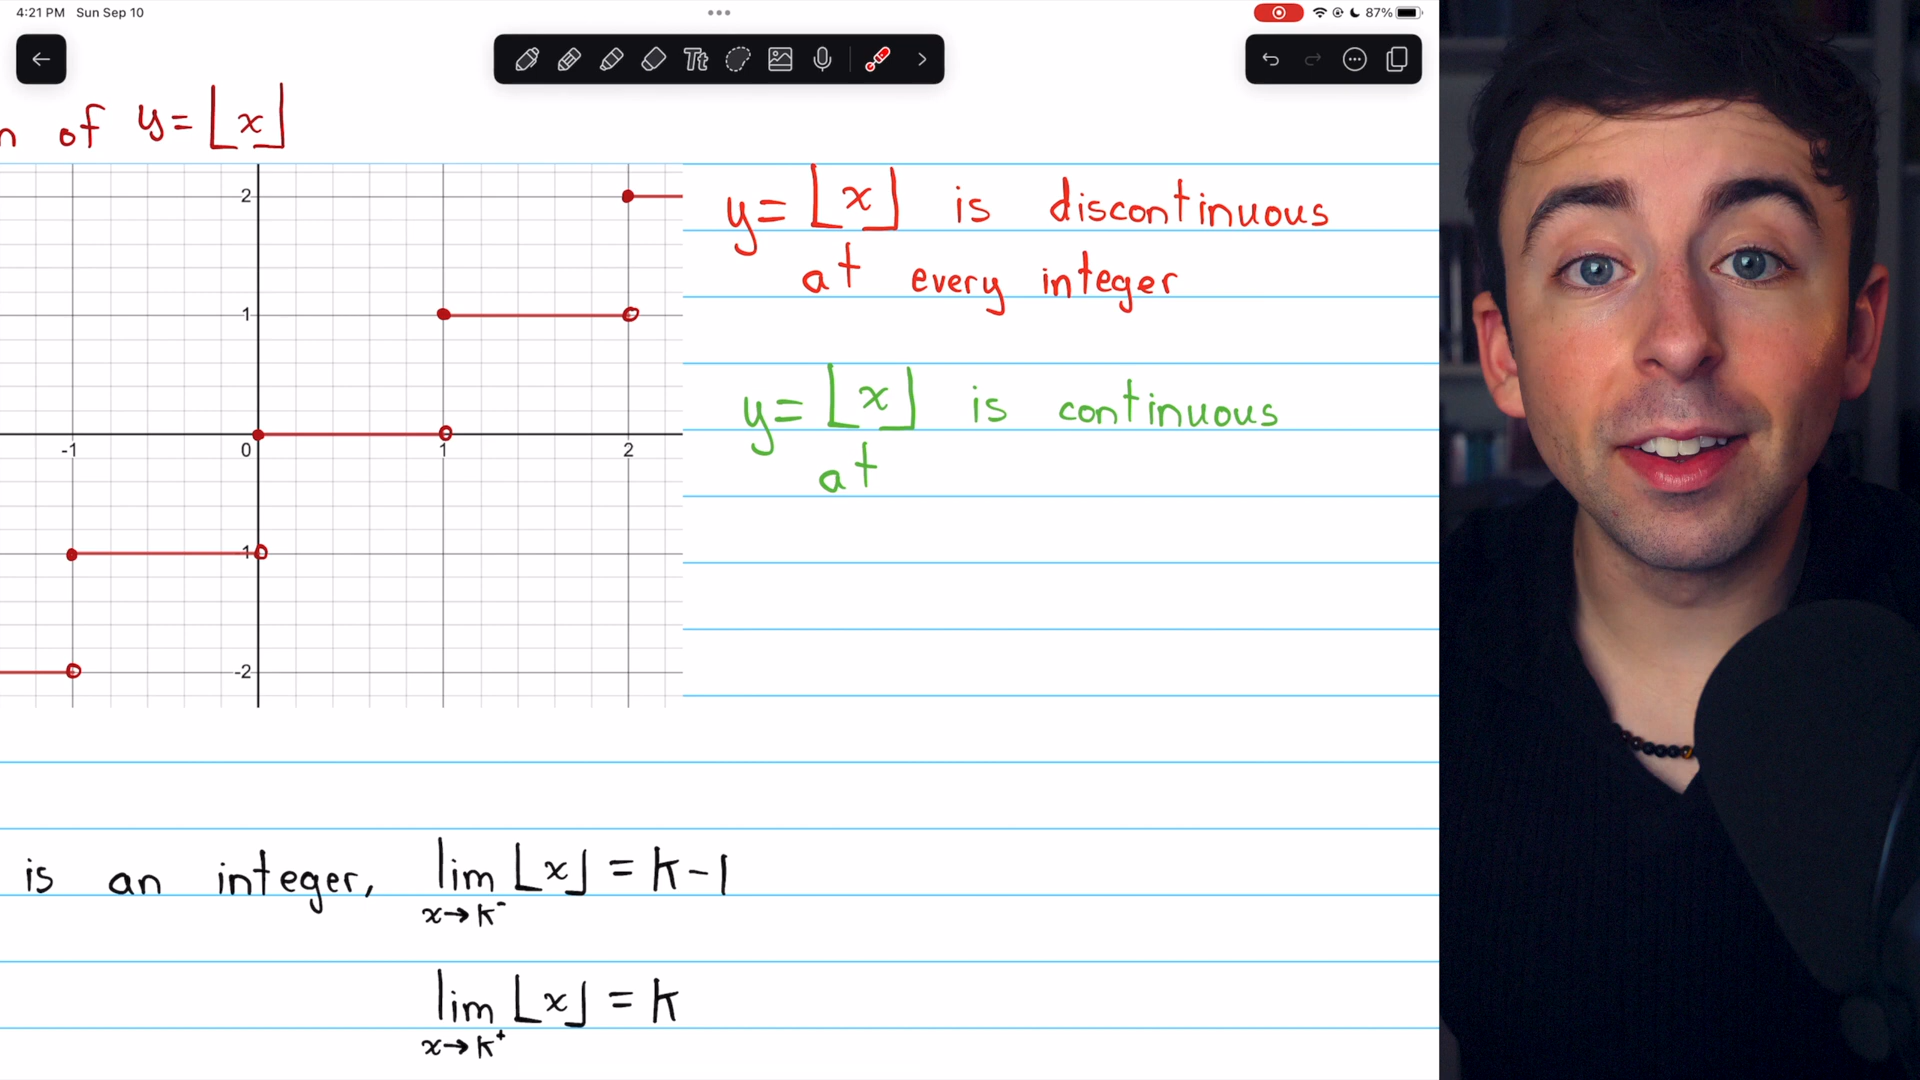 4:21 PM Sun Sep 10
87%
Tt
of y=⌊x⌋
y=⌊x⌋ is discontinuous
at every integer
y=⌊x⌋ is continuous
at
2
1
-1 0 1 2
-1
-2
is an integer, lim ⌊x⌋ = k-1
x→k⁻
lim ⌊x⌋ = k
x→k⁺